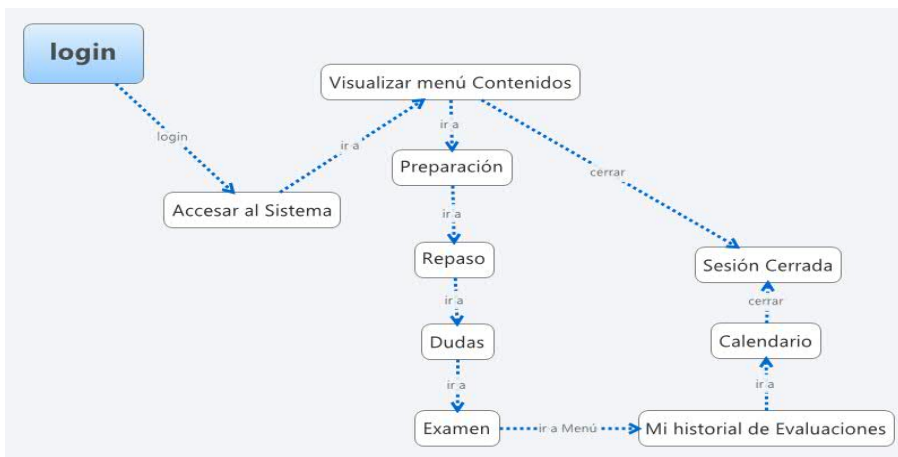 login
Visualizar menú Contenidos
login
ir a
ir a
Preparación
cerrar
Accesar al Sistema
ir a
Repaso
Sesión Cerrada
ir a
cerrar
Dudas
Calendario
ir a
ir a
Examen
ir a Menú
Mi historial de Evaluaciones